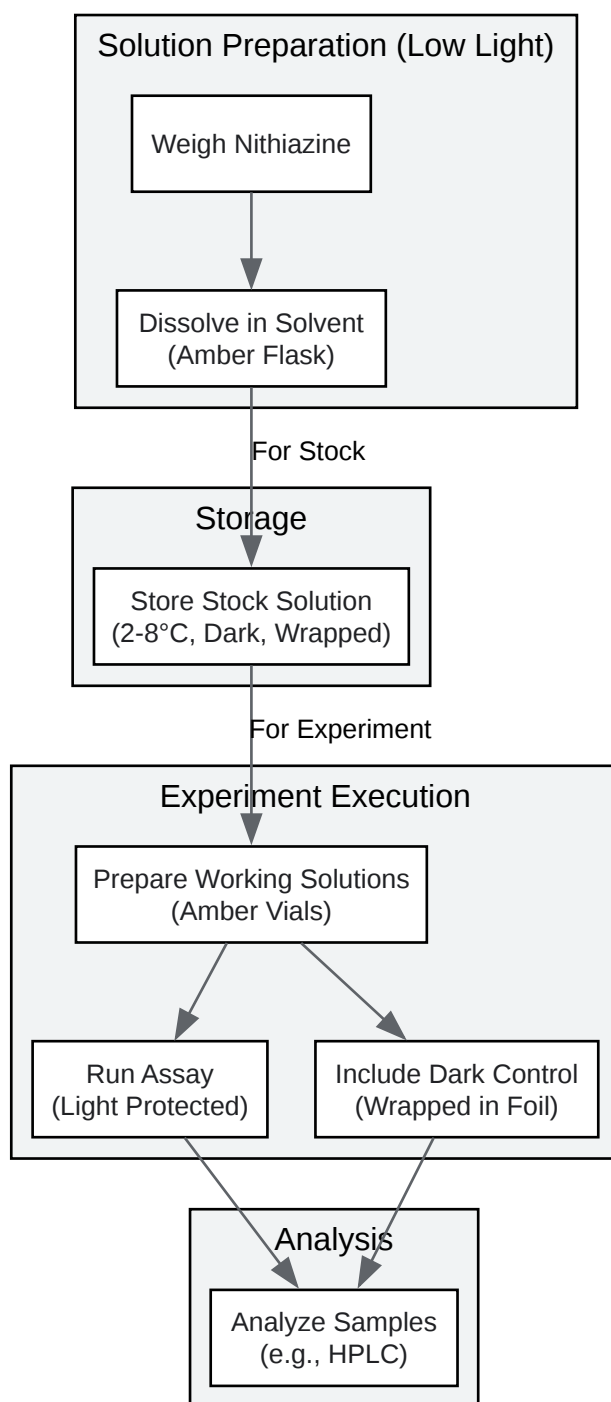 Solution Preparation (Low Light)
Weigh Nithiazine
Dissolve in Solvent
(Amber Flask)
For Stock
Storage
Store Stock Solution
(2-8°C, Dark, Wrapped)
For Experiment
Experiment Execution
Prepare Working Solutions
(Amber Vials)
Run Assay
(Light Protected)
Include Dark Control
(Wrapped in Foil)
Analysis
Analyze Samples
(e.g., HPLC)